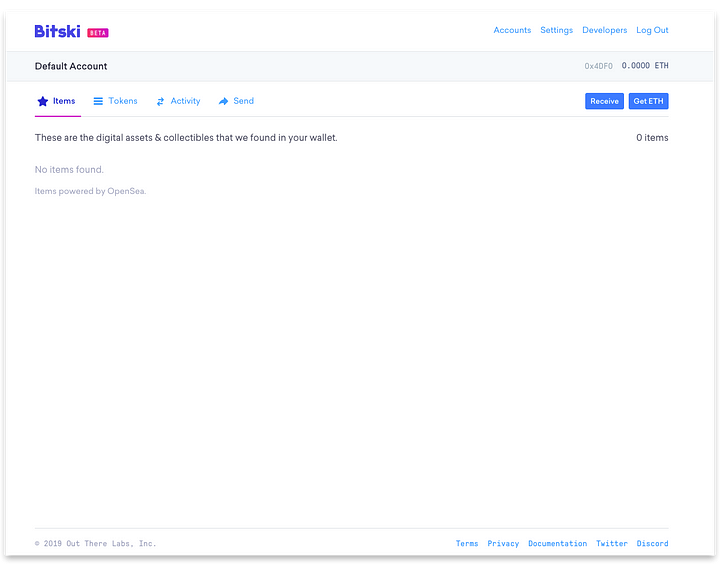 Bitski BETA Accounts Settings Developers Log Out
Default Account 0x4DF0 0.0000 ETH
Items Tokens Activity Send Receive Get ETH
These are the digital assets & collectibles that we found in your wallet. 0 items
No items found.
Items powered by OpenSea.
© 2019 Out There Labs, Inc. Terms Privacy Documentation Twitter Discord